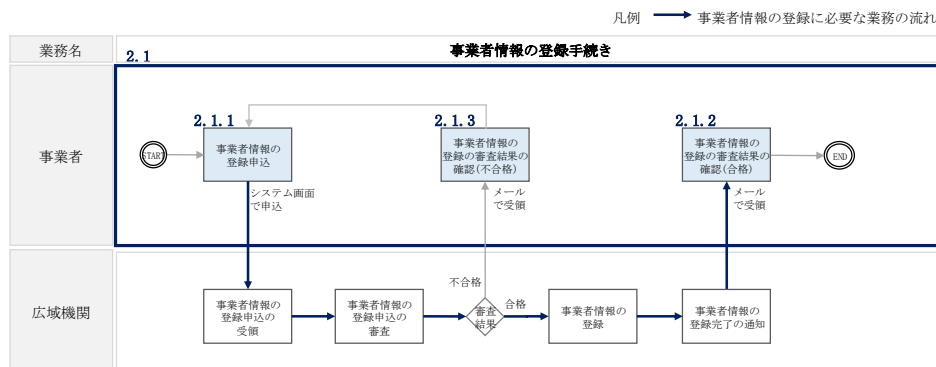 凡例 事業者情報の登録に必要な業務の流れ
業務名
2.1
事業者情報の登録手続き
事業者
START
2.1.1
事業者情報の
登録申込
システム画面
で申込
2.1.3
事業者情報の
登録の審査結果の
確認(不合格)
メール
で受領
2.1.2
事業者情報の
登録の審査結果の
確認(合格)
メール
で受領
END
広域機関
事業者情報の
登録申込の
受領
事業者情報の
登録申込の
審査
不合格
審査
結果
合格
事業者情報の
登録
事業者情報の
登録完了の通知